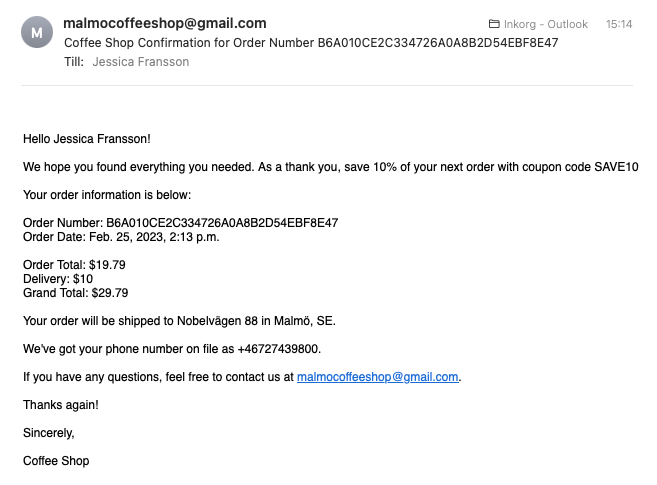 malmocoffeeshop@gmail.com
Inkorg - Outlook 15:14
M
Coffee Shop Confirmation for Order Number B6A010CE2C334726A0A8B2D54EBF8E47
Till: Jessica Fransson
Hello Jessica Fransson!
We hope you found everything you needed. As a thank you, save 10% of your next order with coupon code SAVE10
Your order information is below:
Order Number: B6A010CE2C334726A0A8B2D54EBF8E47
Order Date: Feb. 25, 2023, 2:13 p.m.
Order Total: $19.79
Delivery: $10
Grand Total: $29.79
Your order will be shipped to Nobelvägen 88 in Malmö, SE.
We've got your phone number on file as +46727439800.
If you have any questions, feel free to contact us at malmocoffeeshop@gmail.com.
Thanks again!
Sincerely,
Coffee Shop